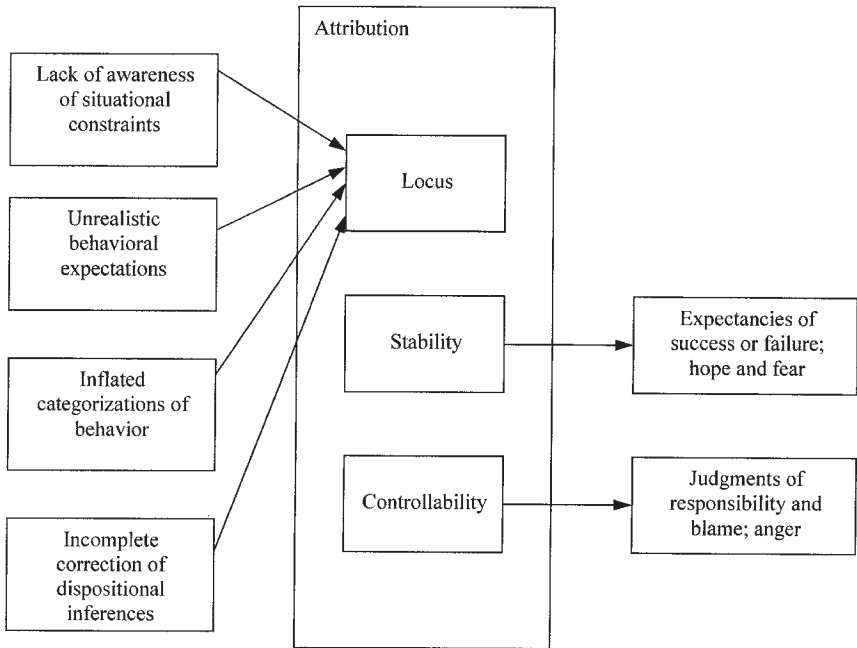 Attribution
Lack of awareness
of situational
constraints
Unrealistic
behavioral
expectations
Inflated
categorizations of
behavior
Incomplete
correction of
dispositional
inferences
Locus
Stability
Controllability
Expectancies of
success or failure;
hope and fear
Judgments of
responsibility and
blame; anger